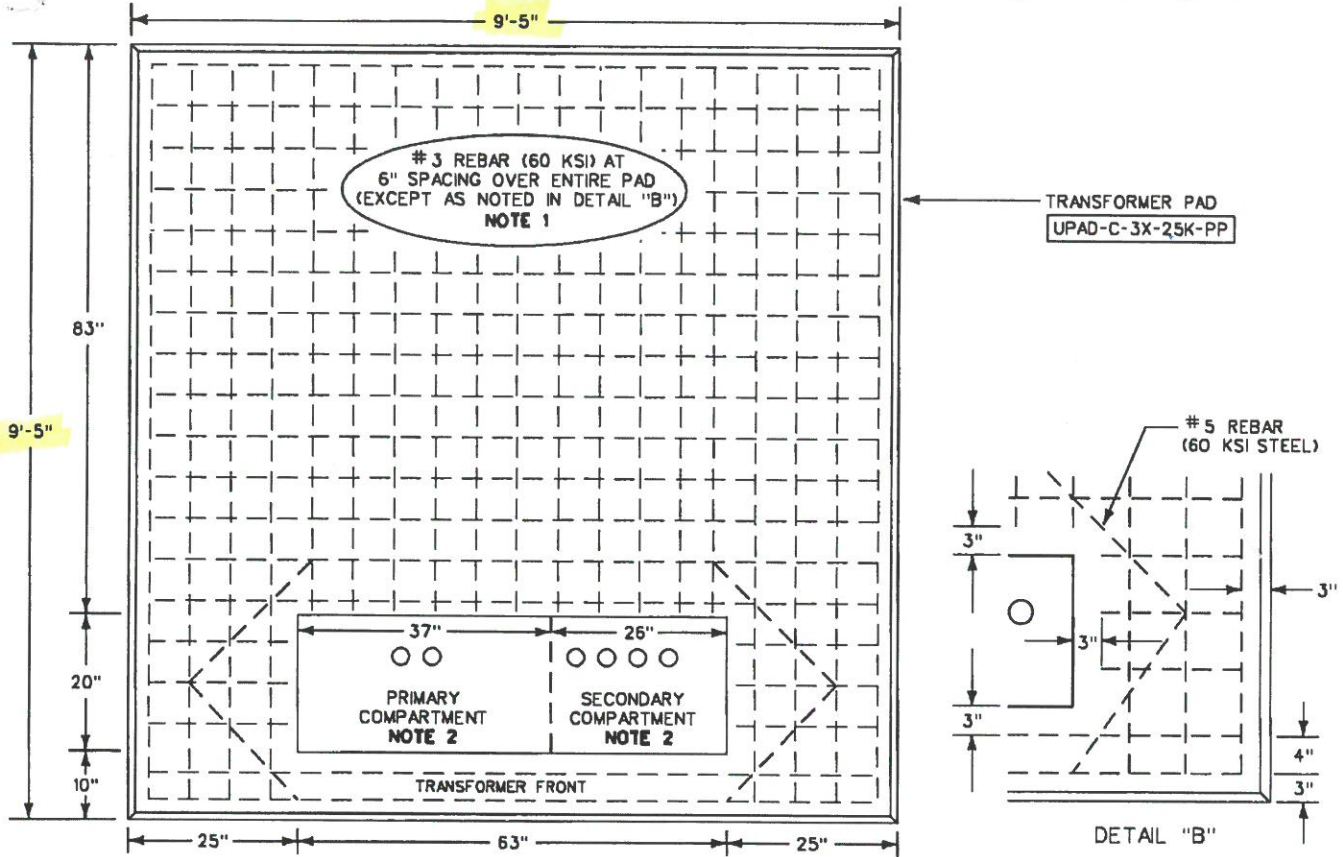 9'-5"
# 3 REBAR (60 KSI) AT
6" SPACING OVER ENTIRE PAD
(EXCEPT AS NOTED IN DETAIL "B")
NOTE 1
TRANSFORMER PAD
UPAD-C-3X-25K-PP
83"
9'-5"
# 5 REBAR
(60 KSI STEEL)
3"
3"
3"
3"
4"
3"
DETAIL "B"
37"
26"
20"
PRIMARY
COMPARTMENT
NOTE 2
SECONDARY
COMPARTMENT
NOTE 2
10"
TRANSFORMER FRONT
25"
63"
25"